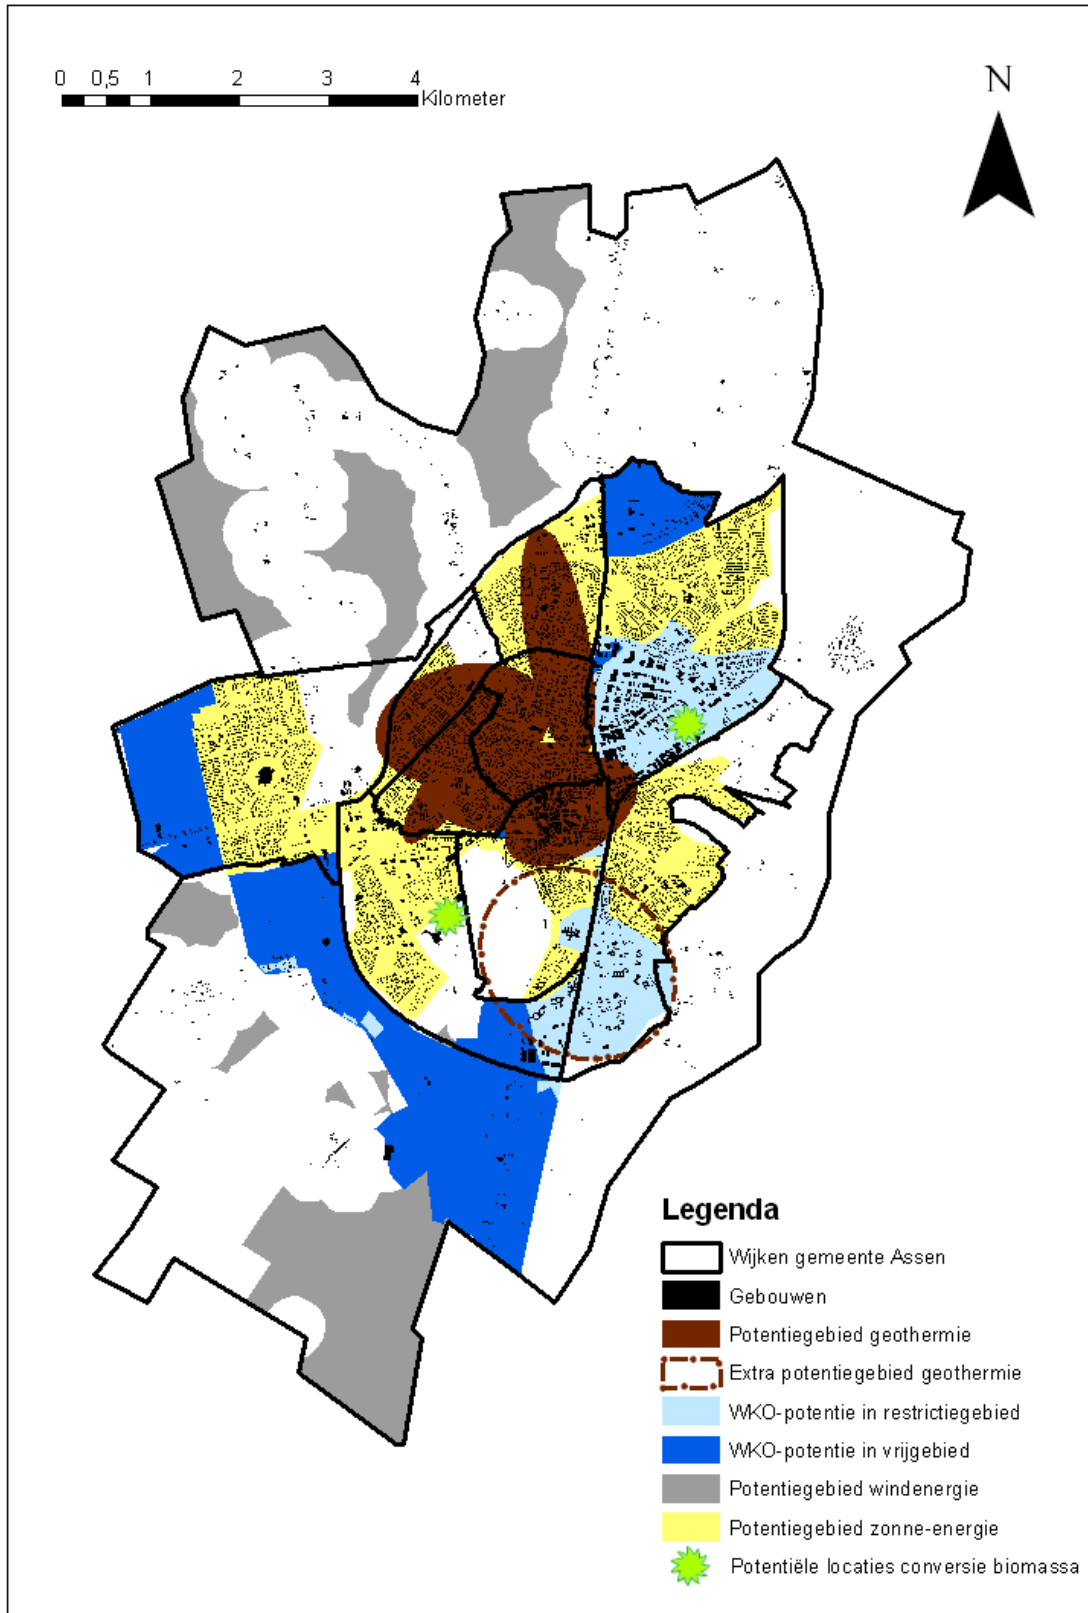 0 0,5 1 2 3 4
Kilometer
N
Legenda
Wijken gemeente Assen
Gebouwen
Potentiegebied geothermie
Extra potentiegebied geothermie
WKO-potentie in restrictiegebied
WKO-potentie in vrijgebied
Potentiegebied windenergie
Potentiegebied zonne-energie
Potentiële locaties conversie biomassa